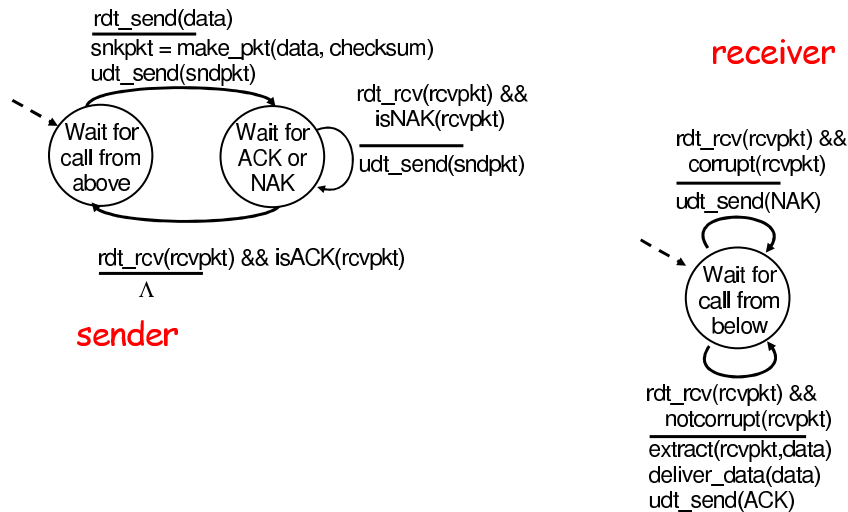 rdt_send(data)
snkpkt = make_pkt(data, checksum)
udt_send(sndpkt)
receiver
Wait for
call from
above
Wait for
ACK or
NAK
rdt_rcv(rcvpkt) &&
isNAK(rcvpkt)
udt_send(sndpkt)
rdt_rcv(rcvpkt) && isACK(rcvpkt)
Λ
sender
rdt_rcv(rcvpkt) &&
corrupt(rcvpkt)
udt_send(NAK)
Wait for
call from
below
rdt_rcv(rcvpkt) &&
notcorrupt(rcvpkt)
extract(rcvpkt,data)
deliver_data(data)
udt_send(ACK)